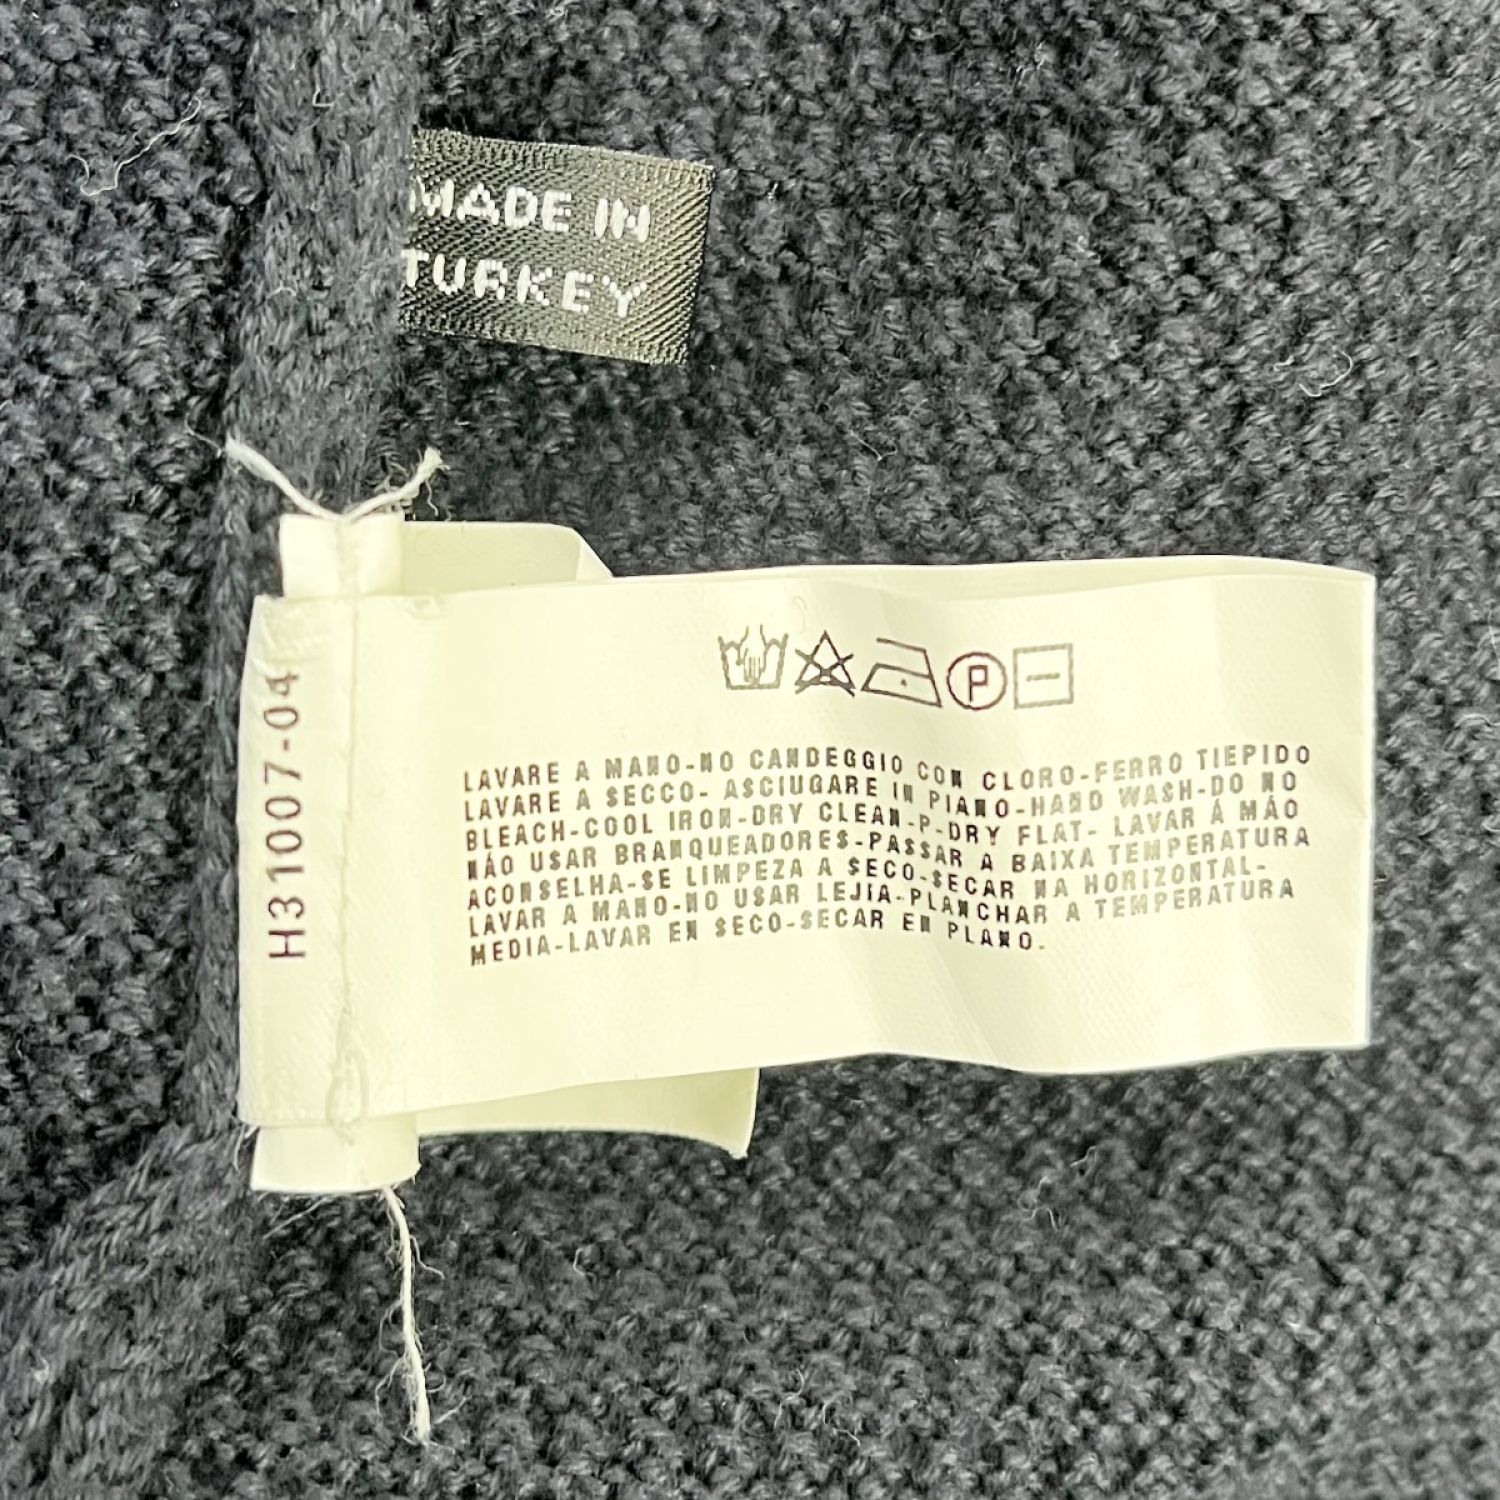 MADE IN
TURKEY
H31007-04
P
LAVARE A MANO-NO CANDEGGIO CON CLORO-FERRO TIEPIDO
LAVARE A SECCO- ASCIUGARE IN PIANO-HAND WASH-DO NO
BLEACH-COOL IRON-DRY CLEAN-P-DRY FLAT- LAVAR Á MÁO
NÁO USAR BRANQUEADORES-PASSAR A BAIXA TEMPERATURA
ACONSELHA-SE LIMPEZA A SECO-SECAR NA HORIZONTAL-
LAVAR A MANO-NO USAR LEJIA-PLANCHAR A TEMPERATURA
MEDIA-LAVAR EN SECO-SECAR EN PLANO.